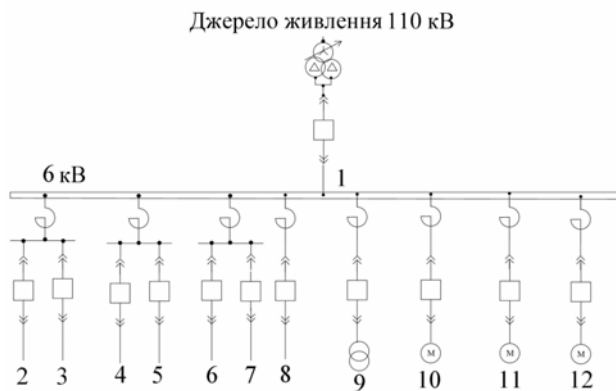 Джерело живлення 110 кВ
6 кВ
1
2 3 4 5 6 7 8 9 10 11 12
М М М